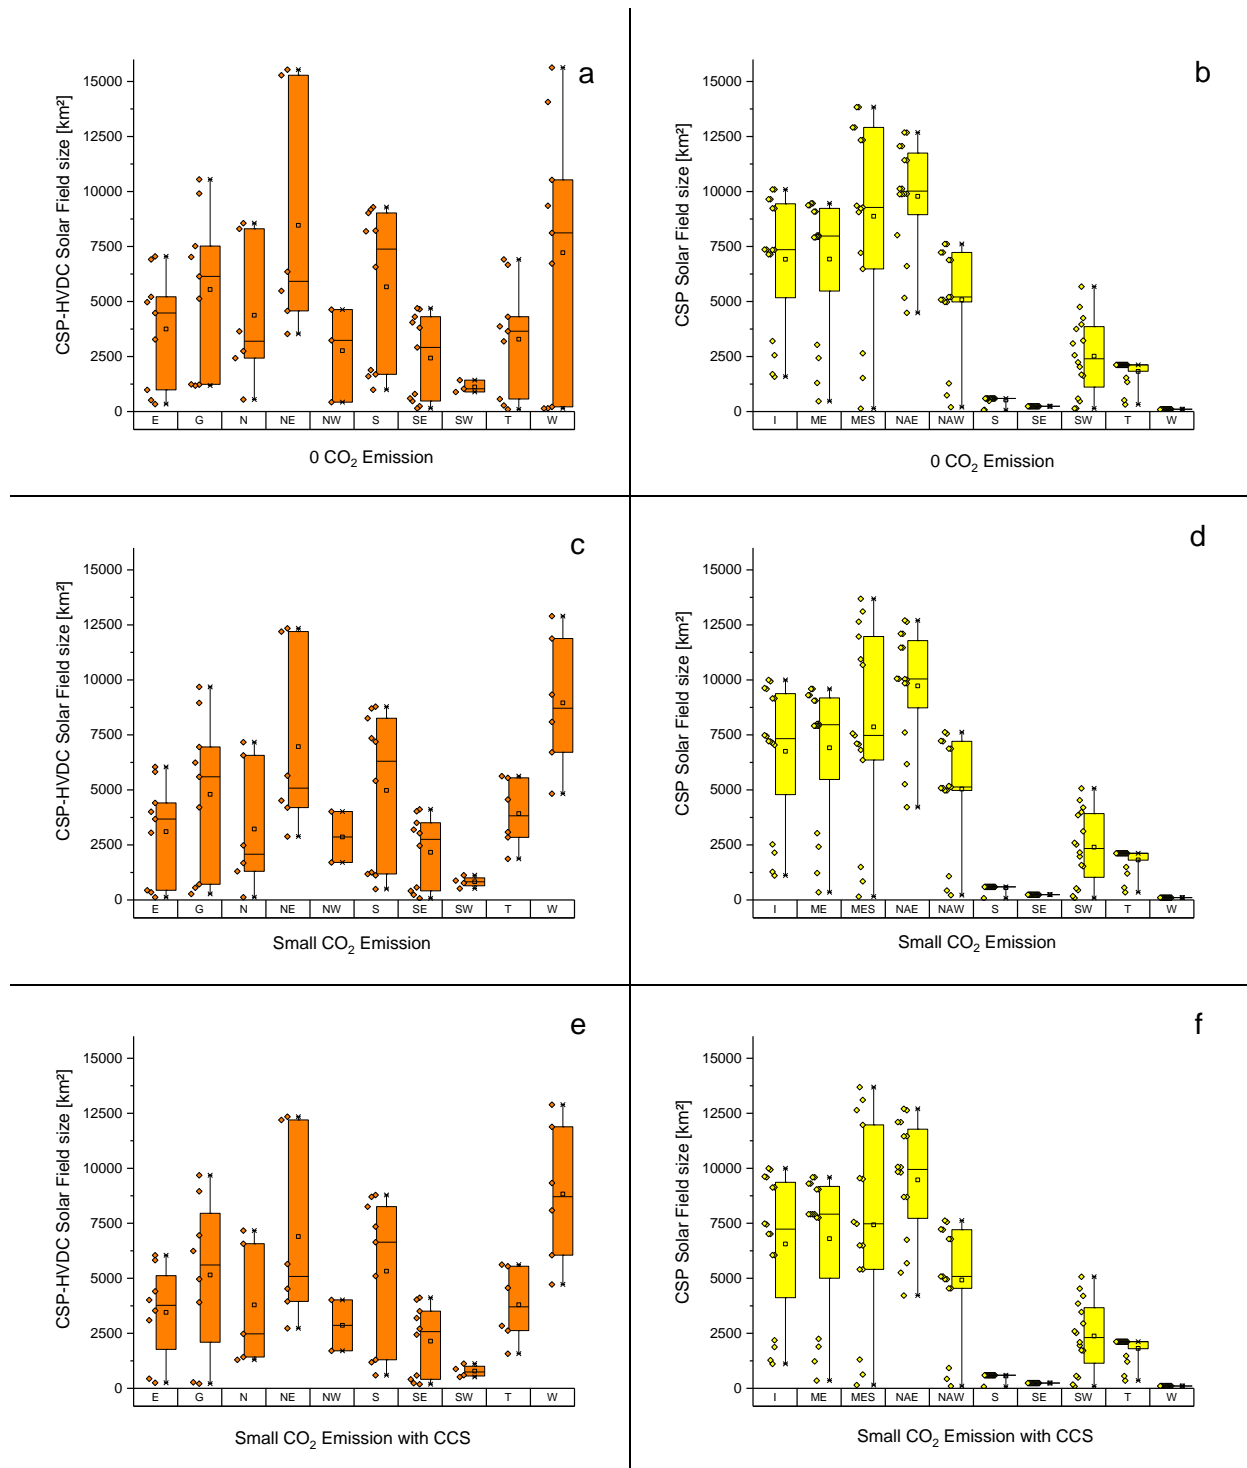 a
CSP-HVDC Solar Field size [km²]
15000
12500
10000
7500
5000
2500
0
E G N NE NW S SE SW T W
0 CO₂ Emission
b
CSP Solar Field size [km²]
15000
12500
10000
7500
5000
2500
0
I ME MES NAE NAW S SE SW T W
0 CO₂ Emission
c
CSP-HVDC Solar Field size [km²]
15000
12500
10000
7500
5000
2500
0
E G N NE NW S SE SW T W
Small CO₂ Emission
d
CSP Solar Field size [km²]
15000
12500
10000
7500
5000
2500
0
I ME MES NAE NAW S SE SW T W
Small CO₂ Emission
e
CSP-HVDC Solar Field size [km²]
15000
12500
10000
7500
5000
2500
0
E G N NE NW S SE SW T W
Small CO₂ Emission with CCS
f
CSP Solar Field size [km²]
15000
12500
10000
7500
5000
2500
0
I ME MES NAE NAW S SE SW T W
Small CO₂ Emission with CCS